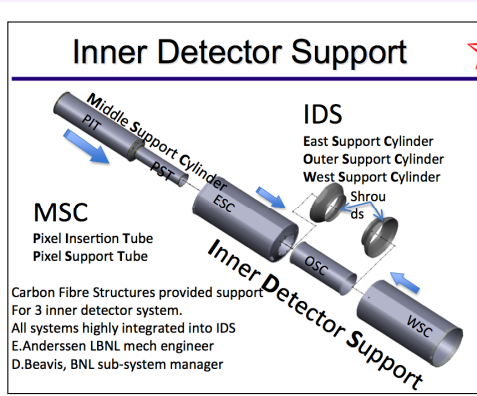 Inner Detector Support
Middle Support Cylinder
PIT
PST
IDS
East Support Cylinder
Outer Support Cylinder
West Support Cylinder
Shrou
ds
ESC
MSC
Pixel Insertion Tube
Pixel Support Tube
OSC
WSC
Inner Detector Support
Carbon Fibre Structures provided support
For 3 inner detector system.
All systems highly integrated into IDS
E.Anderssen LBNL mech engineer
D.Beavis, BNL sub-system manager